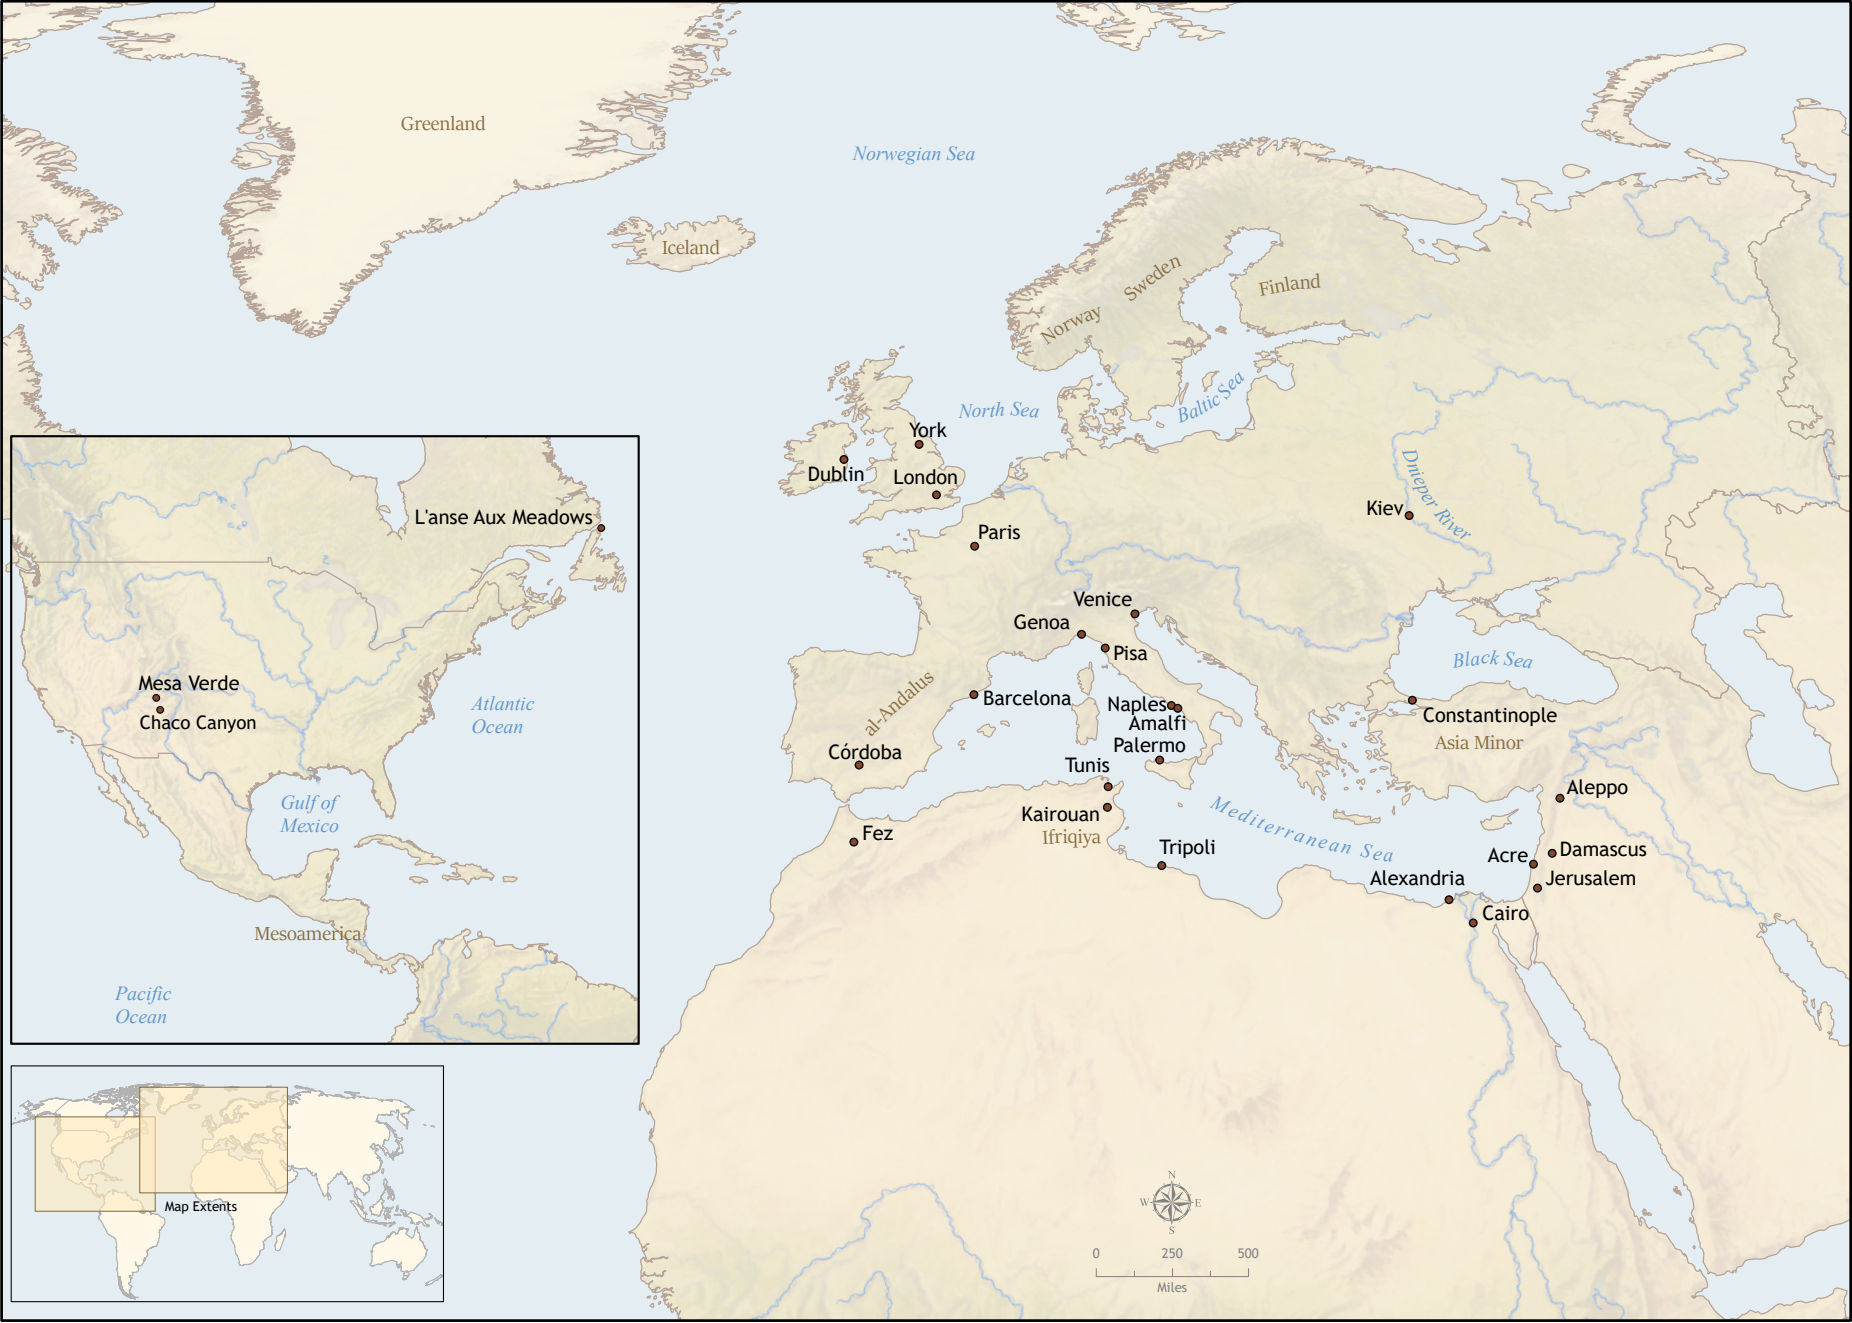 Greenland
Norwegian Sea
Iceland
Sweden
Finland
Norway
Baltic Sea
North Sea
York
Dublin
London
Dnieper River
Kiev
Paris
Venice
Genoa
Pisa
Black Sea
al-Andalus
Barcelona
Naples
Amalfi
Constantinople
Asia Minor
Córdoba
Palermo
Tunis
Aleppo
Kairouan
Ifriqiya
Mediterranean Sea
Fez
Tripoli
Acre
Damascus
Alexandria
Jerusalem
Cairo
L'anse Aux Meadows
Mesa Verde
Chaco Canyon
Atlantic
Ocean
Gulf of
Mexico
Mesoamerica
Pacific
Ocean
Map Extents
N
W
E
S
0 250 500
Miles